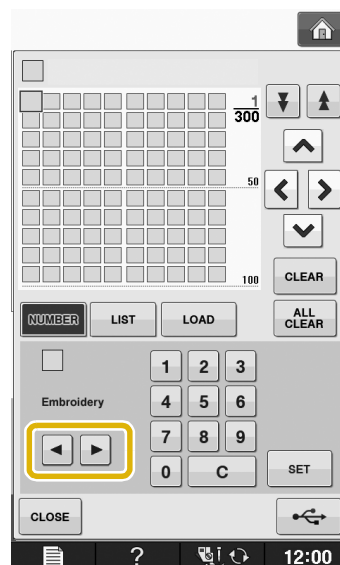 1
300
50
100
CLEAR
NUMBER LIST LOAD
ALL
CLEAR
1 2 3
Embroidery
4 5 6
7 8 9
0 C
SET
CLOSE
? 12:00